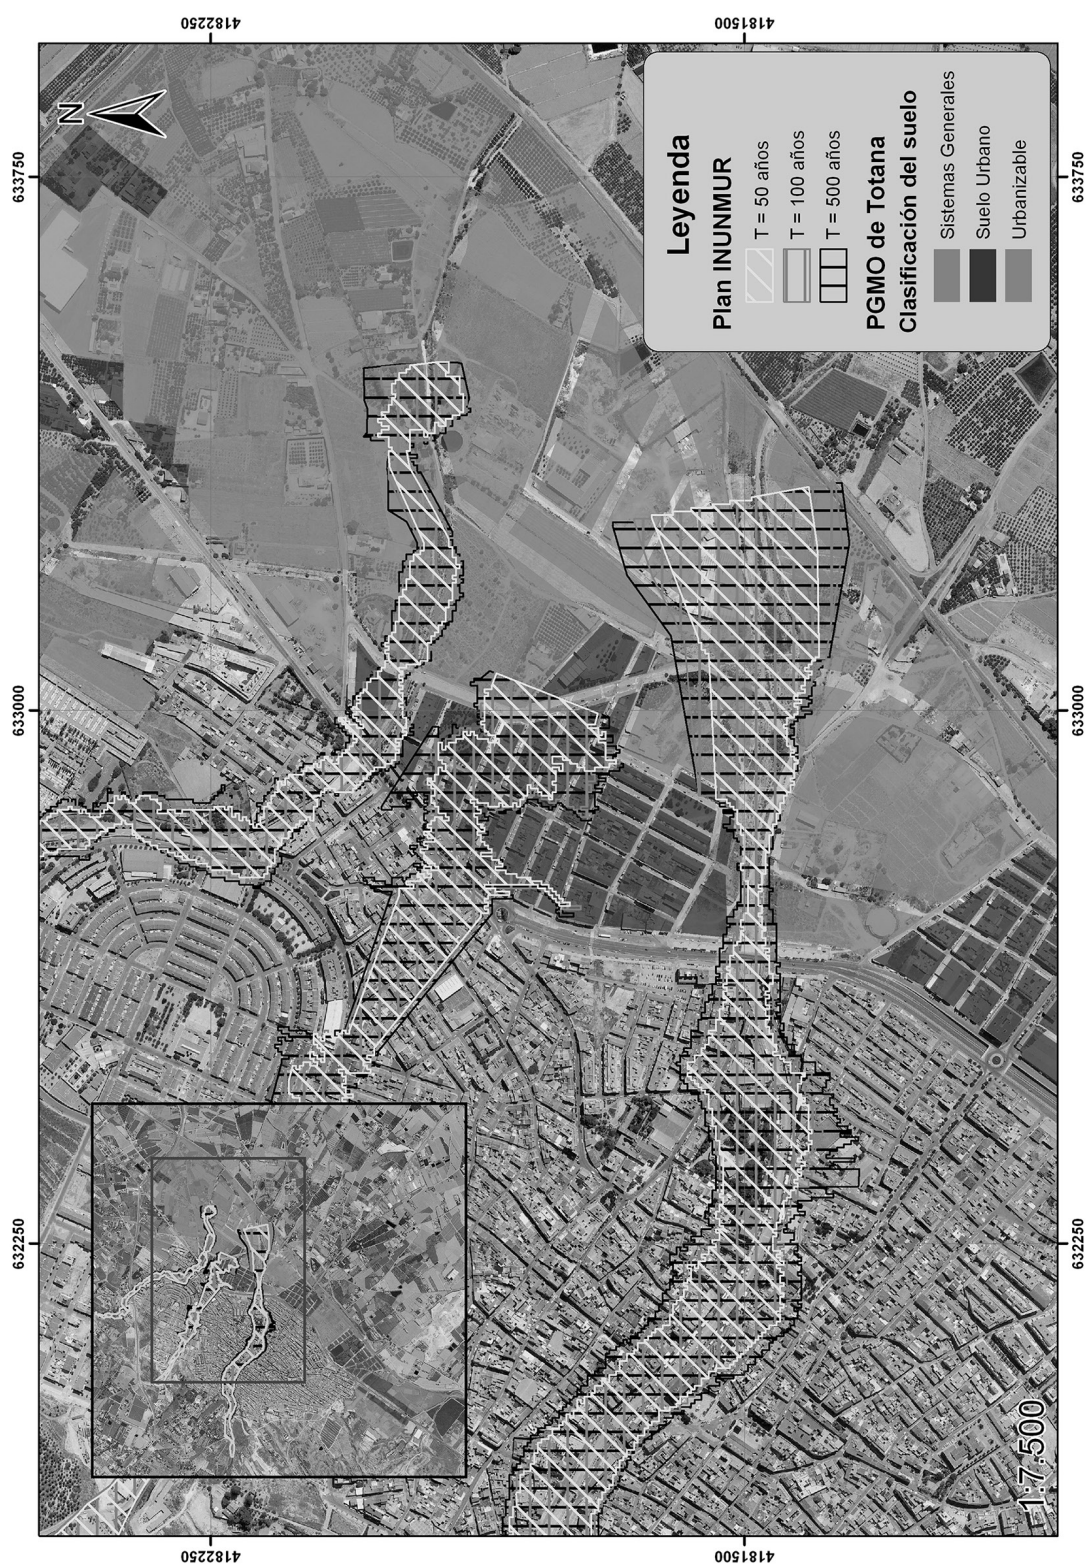 4182250
4181500
N
633750
633000
632250
Leyenda
Plan INUNMUR
T = 50 años
T = 100 años
T = 500 años
PGMO de Totana
Clasificación del suelo
Sistemas Generales
Suelo Urbano
Urbanizable
633750
633000
632250
1:7.500
4182250
4181500